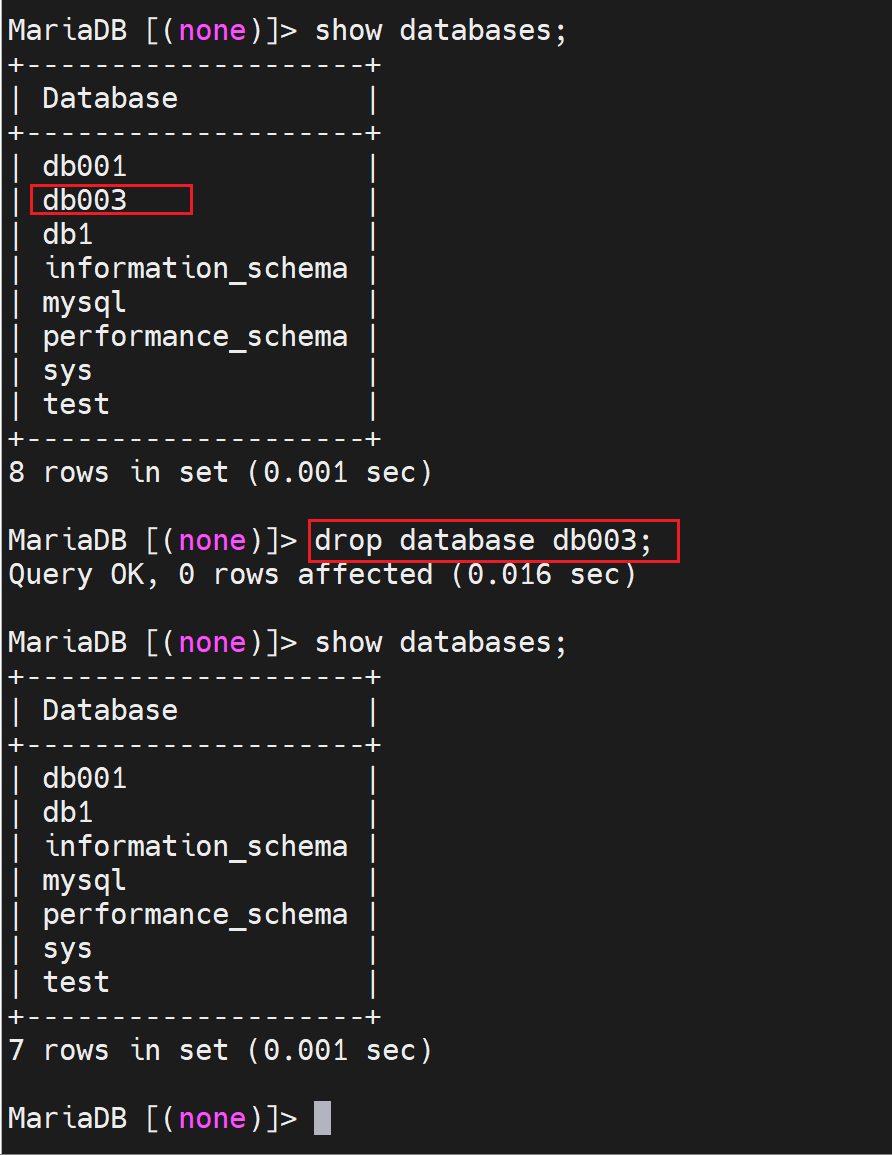 MariaDB [(none)]> show databases;
+--------------------+
| Database           |
+--------------------+
| db001              |
| db003              |
| db1                |
| information_schema |
| mysql              |
| performance_schema |
| sys                |
| test               |
+--------------------+
8 rows in set (0.001 sec)
MariaDB [(none)]> drop database db003;
Query OK, 0 rows affected (0.016 sec)
MariaDB [(none)]> show databases;
+--------------------+
| Database           |
+--------------------+
| db001              |
| db1                |
| information_schema |
| mysql              |
| performance_schema |
| sys                |
| test               |
+--------------------+
7 rows in set (0.001 sec)
MariaDB [(none)]>